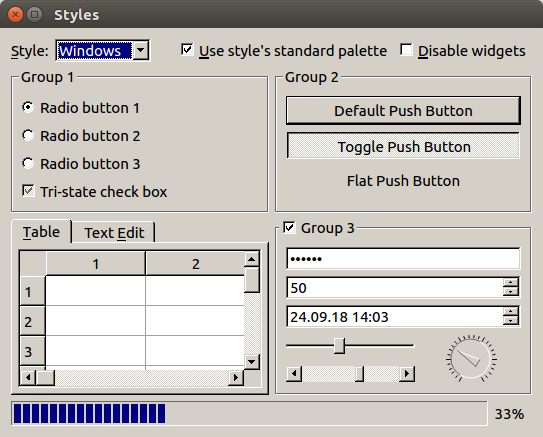 Styles
Style: Windows Use style's standard palette Disable widgets
Group 1
Radio button 1
Radio button 2
Radio button 3
Tri-state check box
Group 2
Default Push Button
Toggle Push Button
Flat Push Button
Table Text Edit
1 2
1
2
3
Group 3
••••••
50
24.09.18 14:03
33%